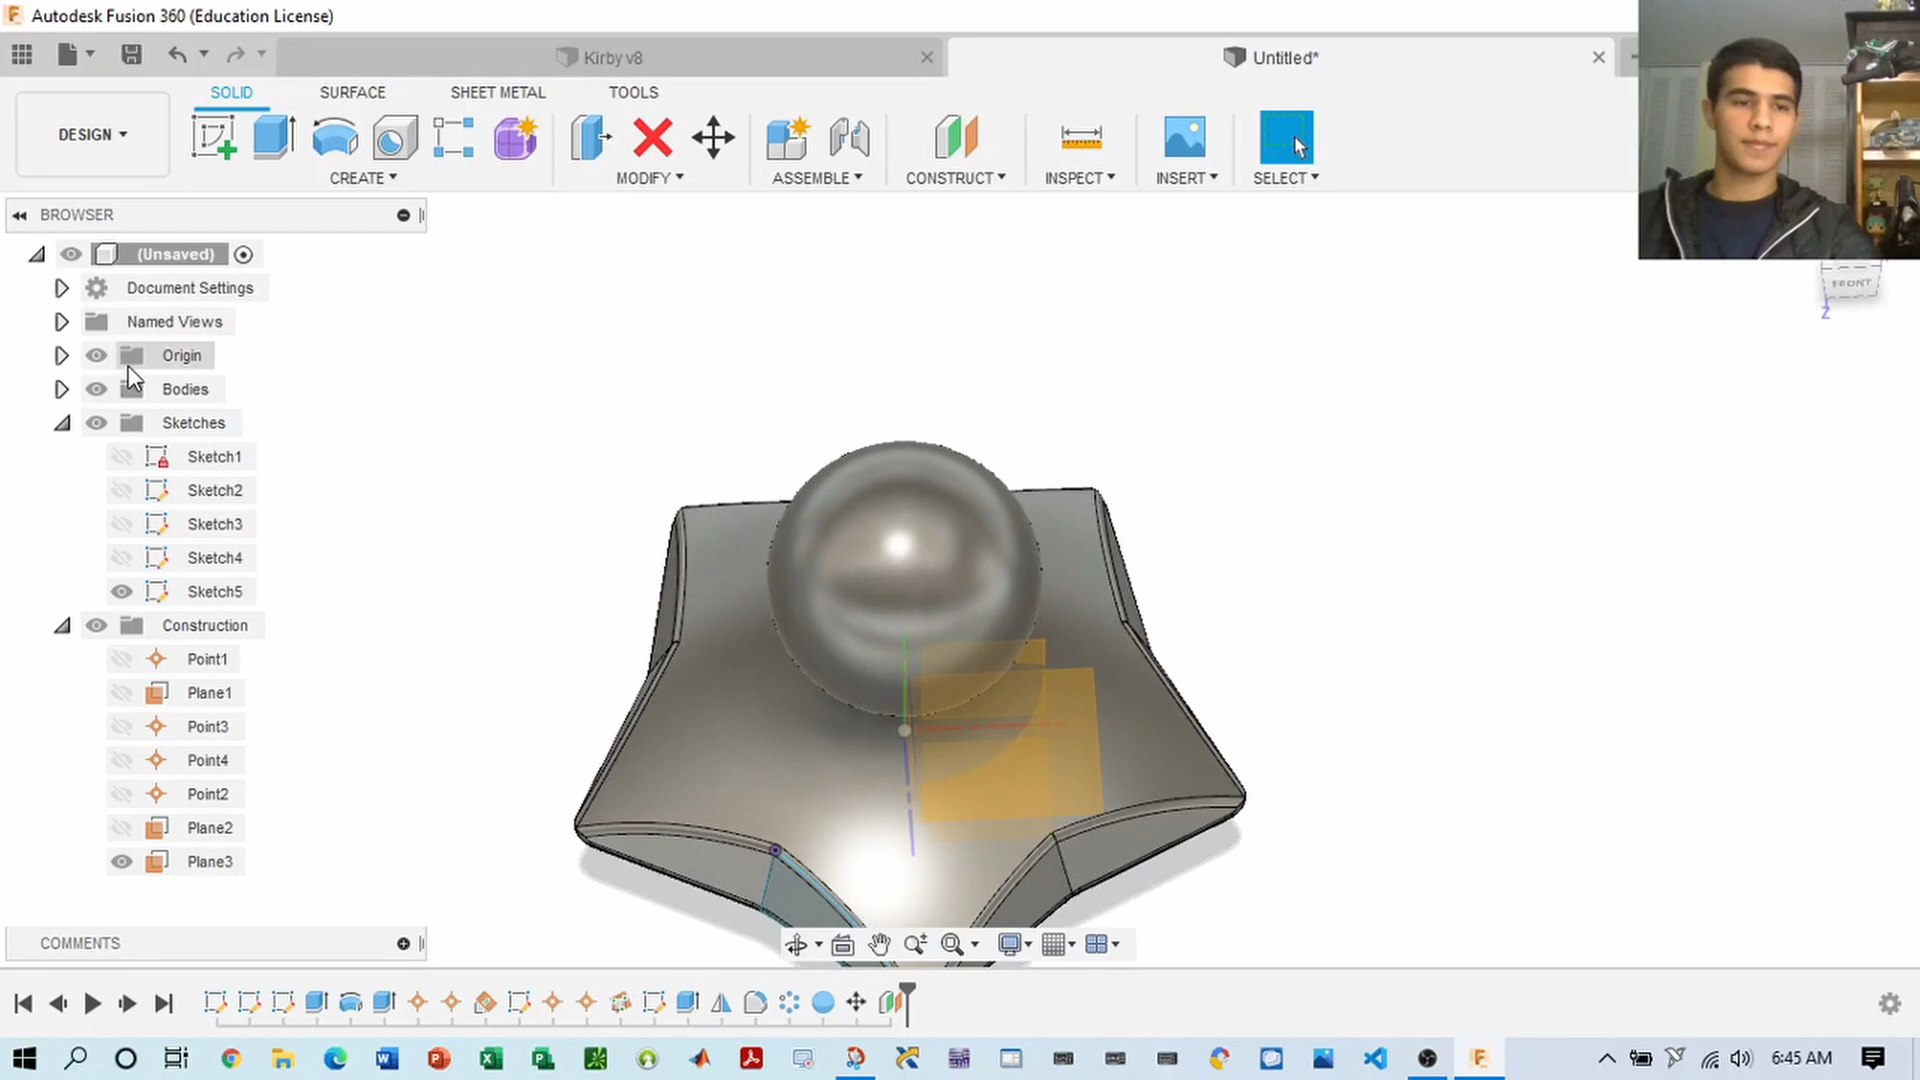 Autodesk Fusion 360 (Education License)
Kirby v8
Untitled*
SOLID
SURFACE
SHEET METAL
TOOLS
DESIGN
CREATE
MODIFY
ASSEMBLE
CONSTRUCT
INSPECT
INSERT
SELECT
BROWSER
(Unsaved)
Document Settings
Named Views
Origin
Bodies
Sketches
Sketch1
Sketch2
Sketch3
Sketch4
Sketch5
Construction
Point1
Plane1
Point3
Point4
Point2
Plane2
Plane3
FRONT
Z
COMMENTS
6:45 AM